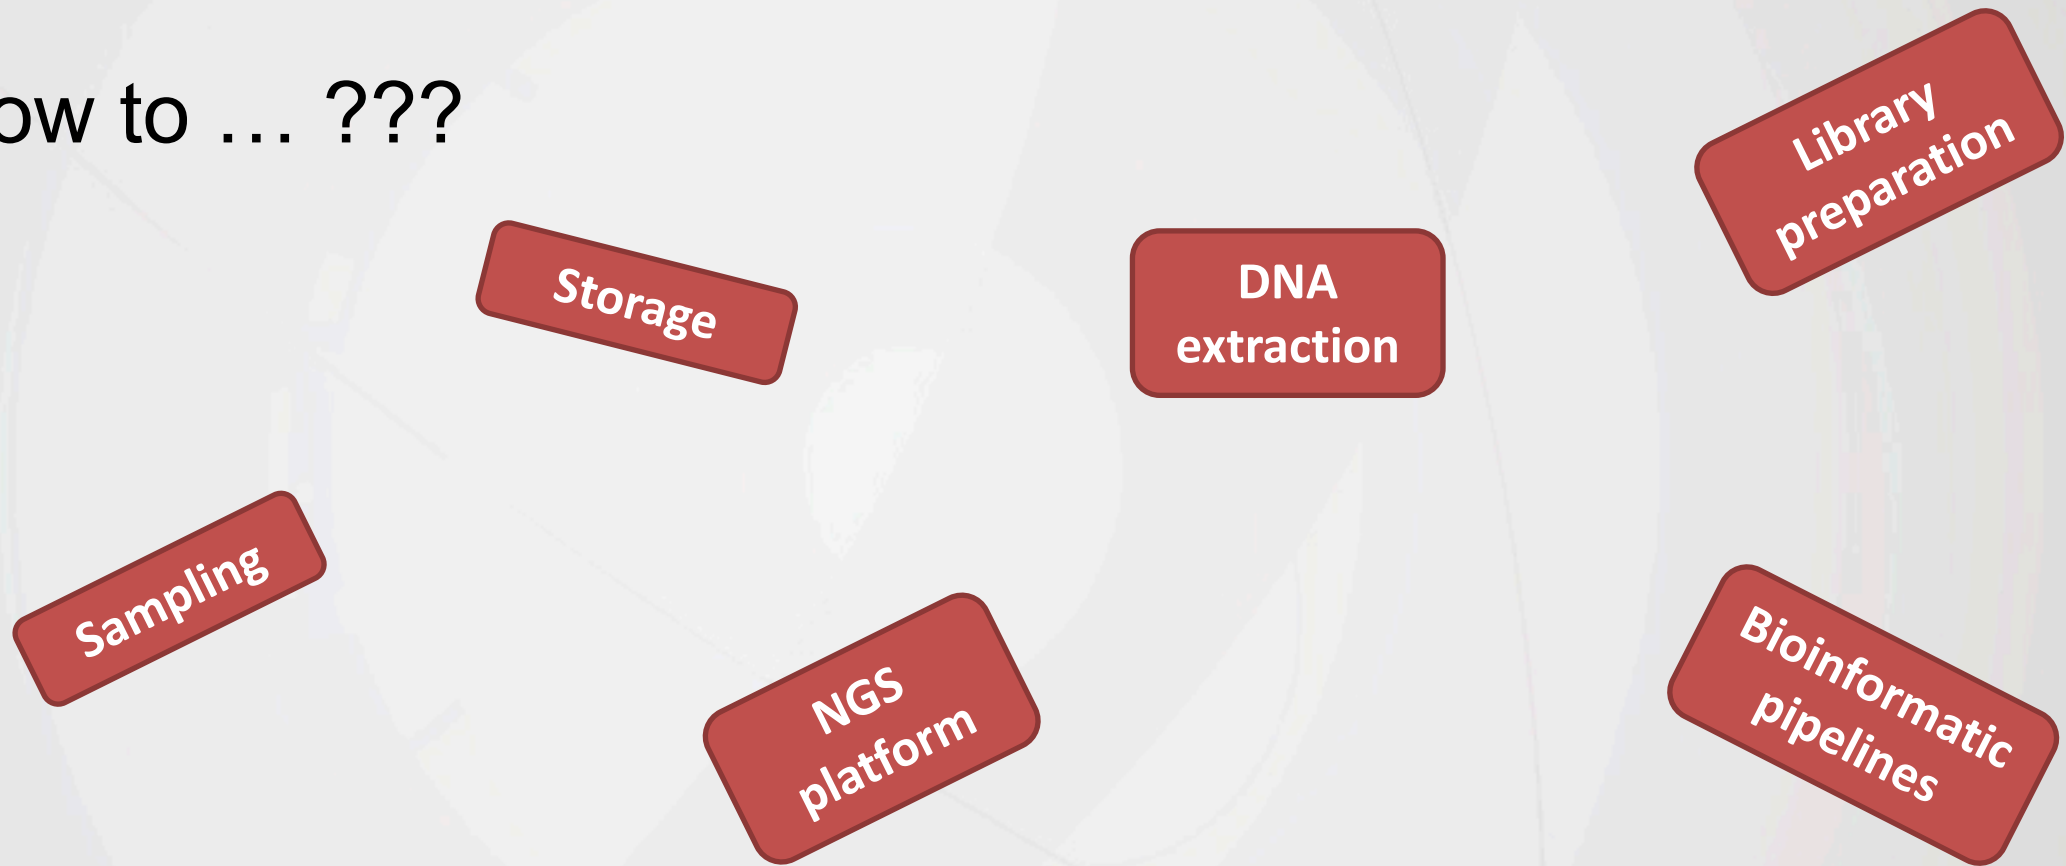 ow to … ???
Library
preparation
Storage
DNA
extraction
Sampling
NGS
platform
Bioinformatic
pipelines